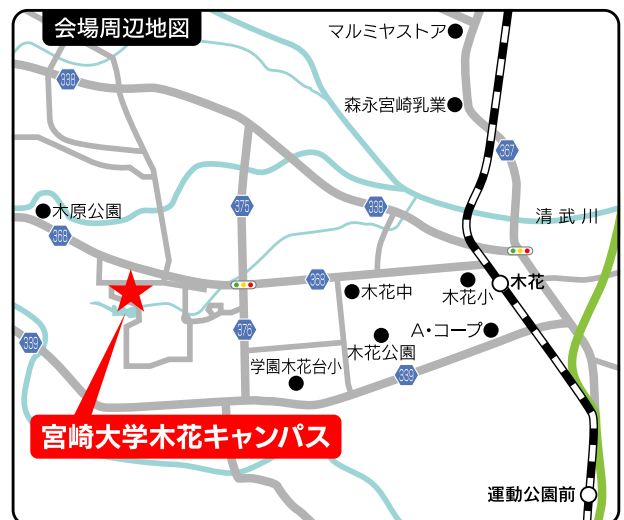 会場周辺地図
マルミヤストア
338
森永宮崎乳業
367
375
338
木原公園
清武川
368
368
木花
木花中
木花小
376
A・コープ
339
木花公園
学園木花台小
339
宮崎大学木花キャンパス
運動公園前